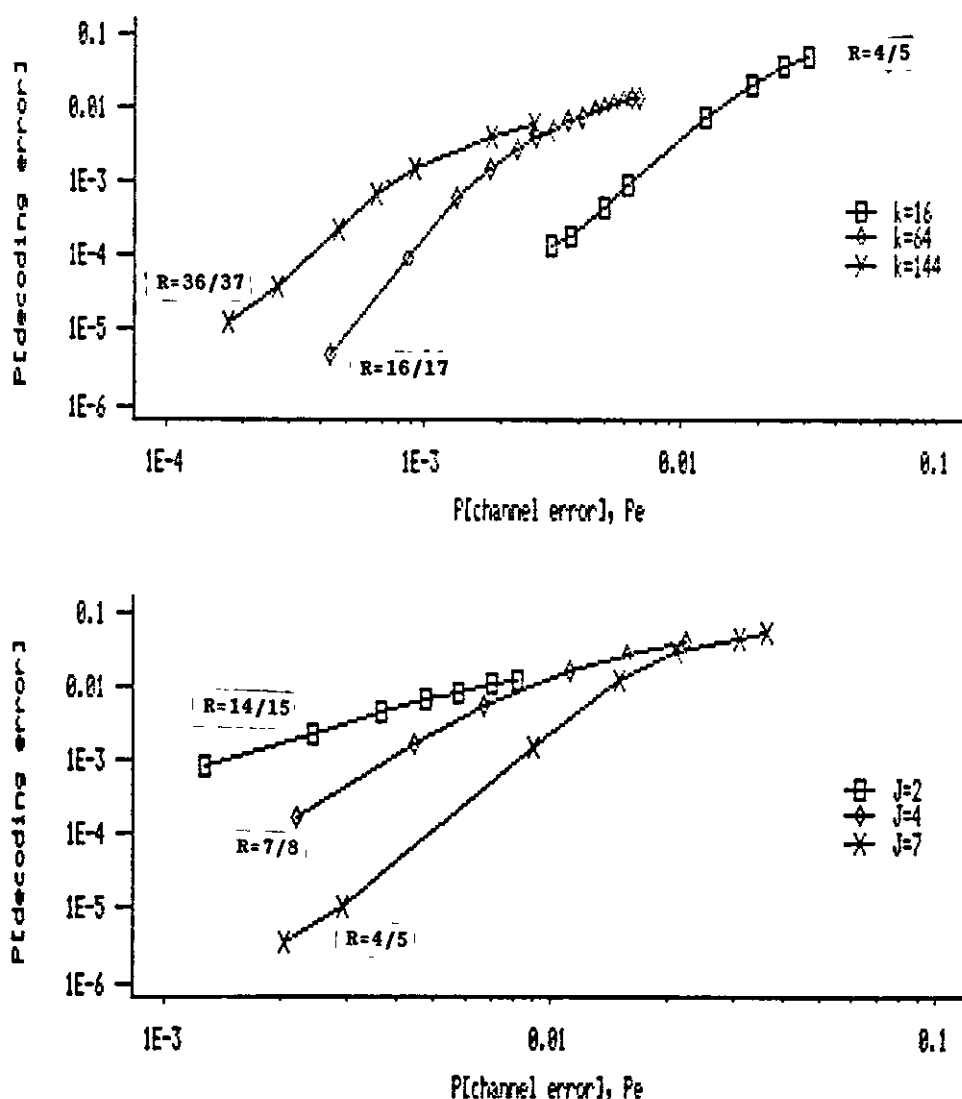 P[decoding error]
0.1
0.01
1E-3
1E-4
1E-5
1E-6
R=4/5
R=36/37
R=16/17
k=16
k=64
k=144
1E-4 1E-3 0.01 0.1
P[channel error], Pe
P[decoding error]
0.1
0.01
1E-3
1E-4
1E-5
1E-6
R=14/15
R=7/8
R=4/5
J=2
J=4
J=7
1E-3 0.01 0.1
P[channel error], Pe